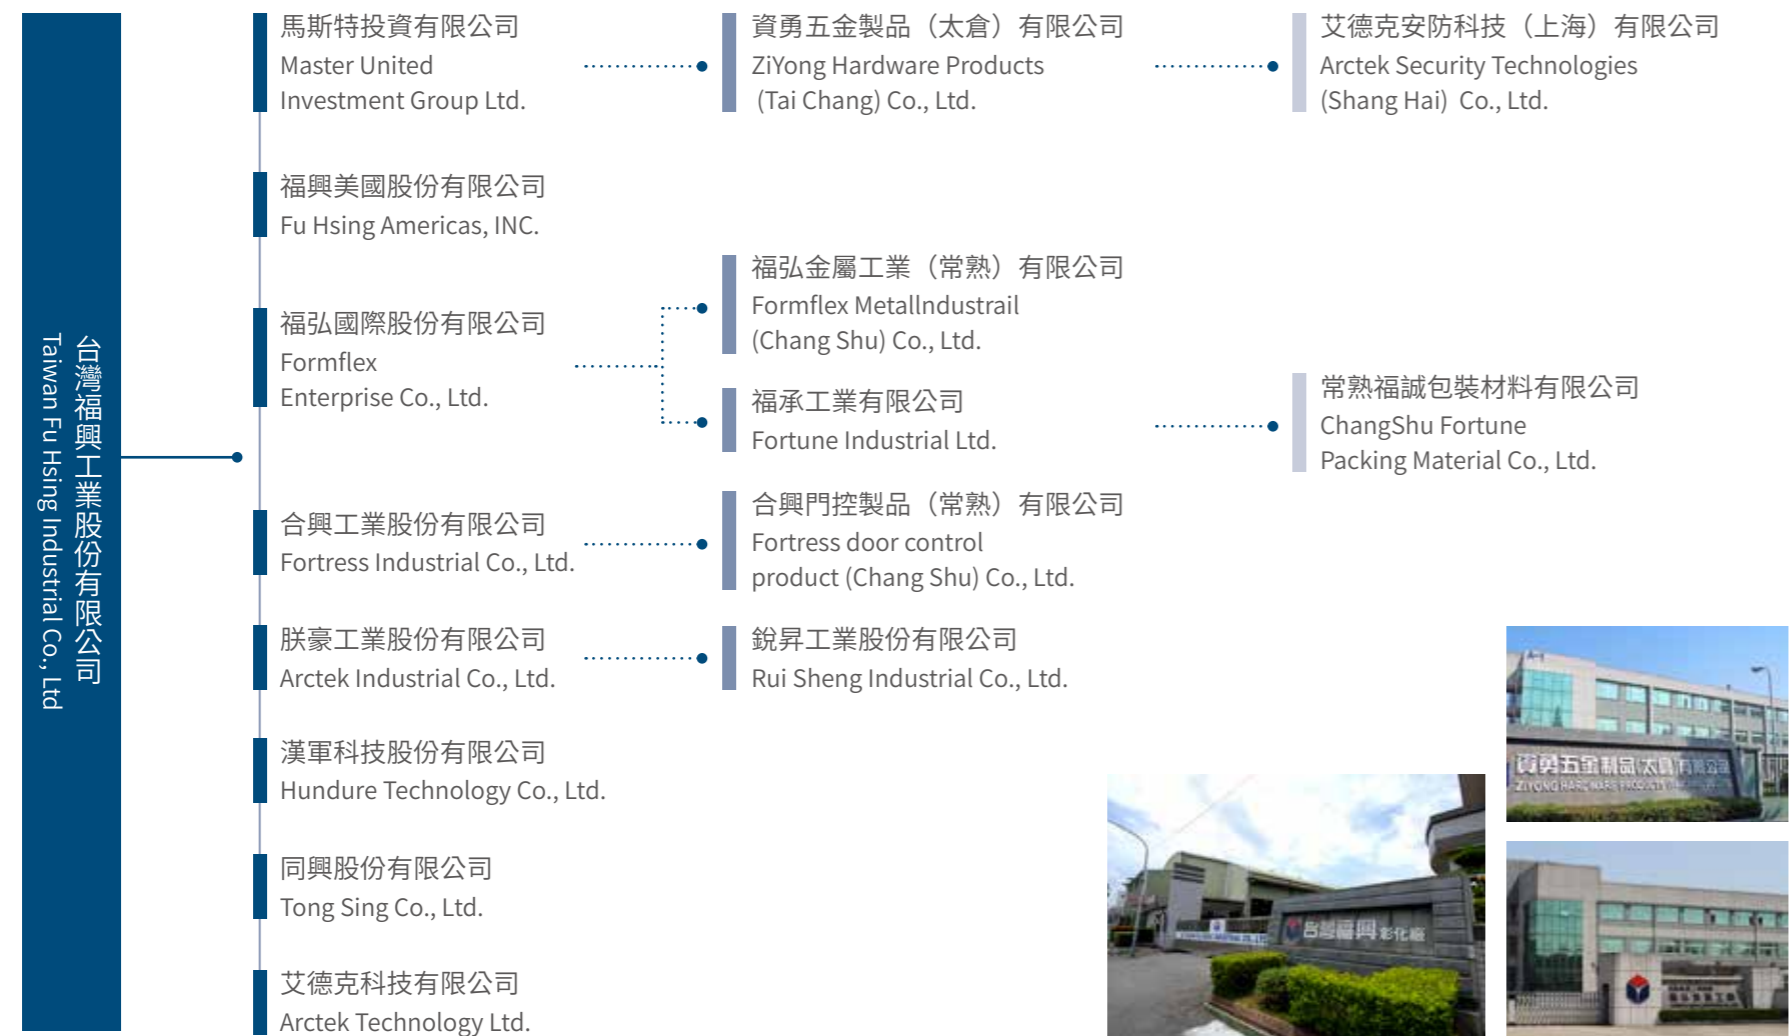 台灣福興工業股份有限公司
Taiwan Fu Hsing Industrial Co., Ltd
馬斯特投資有限公司
Master United
Investment Group Ltd.
資勇五金製品（太倉）有限公司
ZiYong Hardware Products
(Tai Chang) Co., Ltd.
艾德克安防科技（上海）有限公司
Arctek Security Technologies
(Shang Hai) Co., Ltd.
福興美國股份有限公司
Fu Hsing Americas, INC.
福弘國際股份有限公司
Formflex
Enterprise Co., Ltd.
福弘金屬工業（常熟）有限公司
Formflex Metallndustrail
(Chang Shu) Co., Ltd.
福承工業有限公司
Fortune Industrial Ltd.
常熟福誠包裝材料有限公司
ChangShu Fortune
Packing Material Co., Ltd.
合興工業股份有限公司
Fortress Industrial Co., Ltd.
合興門控製品（常熟）有限公司
Fortress door control
product (Chang Shu) Co., Ltd.
朕豪工業股份有限公司
Arctek Industrial Co., Ltd.
銳昇工業股份有限公司
Rui Sheng Industrial Co., Ltd.
漢軍科技股份有限公司
Hundure Technology Co., Ltd.
同興股份有限公司
Tong Sing Co., Ltd.
艾德克科技有限公司
Arctek Technology Ltd.
資勇五金制品(太倉)有限公司
ZIYONG HARDWARE PRODUCTS
台灣福興 彰化廠